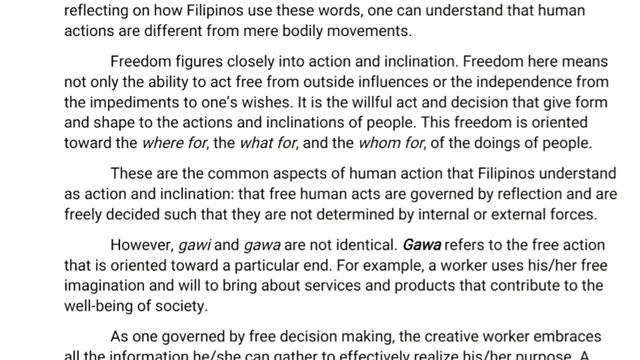 reflecting on how Filipinos use these words, one can understand that human
actions are different from mere bodily movements.
Freedom figures closely into action and inclination. Freedom here means
not only the ability to act free from outside influences or the independence from
the impediments to one's wishes. It is the willful act and decision that give form
and shape to the actions and inclinations of people. This freedom is oriented
toward the where for, the what for, and the whom for, of the doings of people.
These are the common aspects of human action that Filipinos understand
as action and inclination: that free human acts are governed by reflection and are
freely decided such that they are not determined by internal or external forces.
However, gawi and gawa are not identical. Gawa refers to the free action
that is oriented toward a particular end. For example, a worker uses his/her free
imagination and will to bring about services and products that contribute to the
well-being of society.
As one governed by free decision making, the creative worker embraces
all the information he/she can gather to effectively realize his/her purpose. A